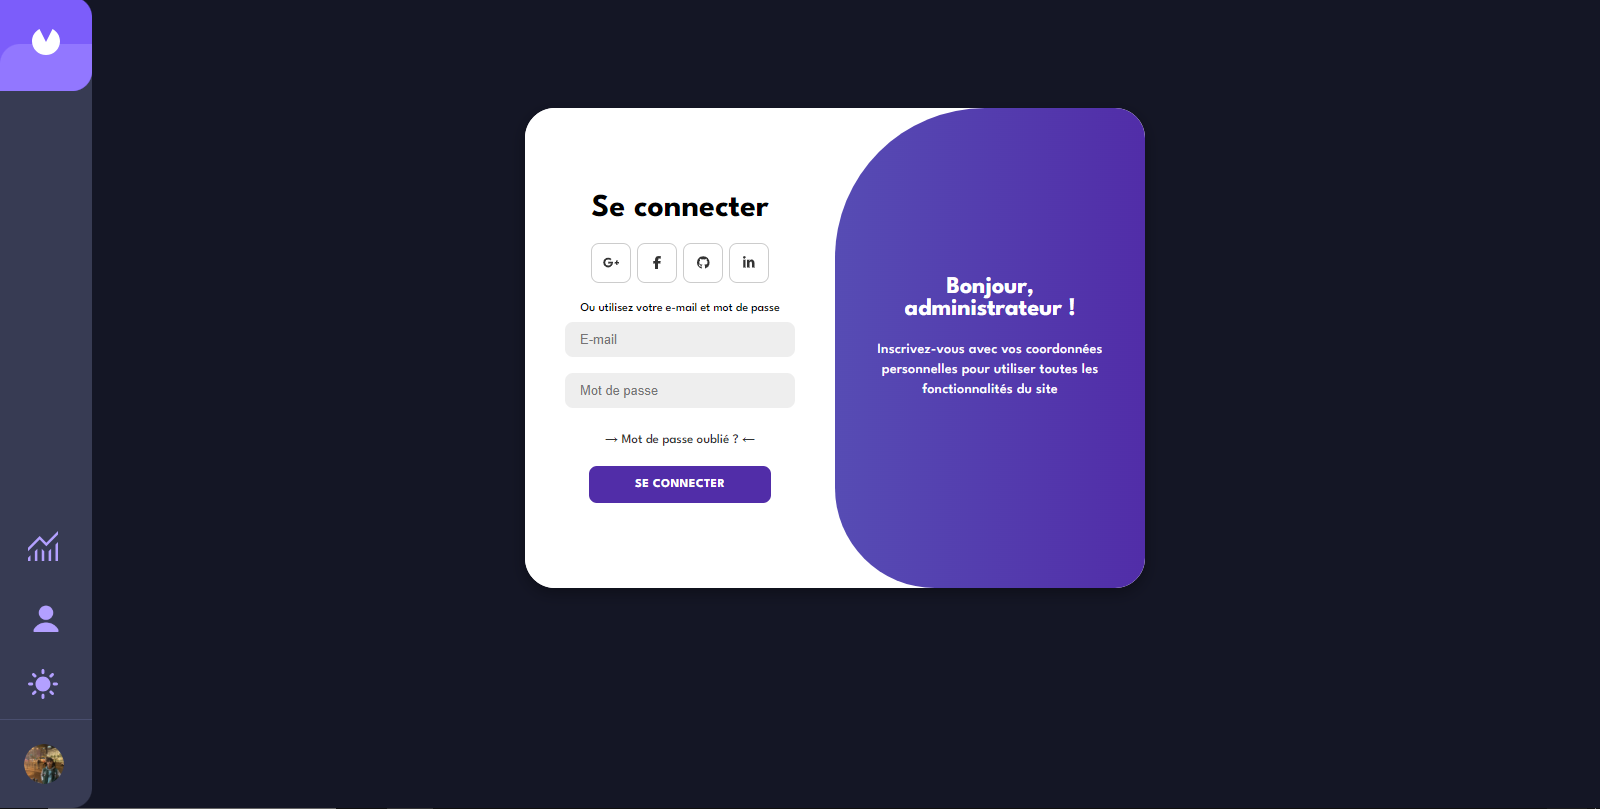 Se connecter
G+
f
in
Ou utilisez votre e-mail et mot de passe
E-mail
Mot de passe
→ Mot de passe oublié ? ←
SE CONNECTER
Bonjour,
administrateur !
Inscrivez-vous avec vos coordonnées
personnelles pour utiliser toutes les
fonctionnalités du site